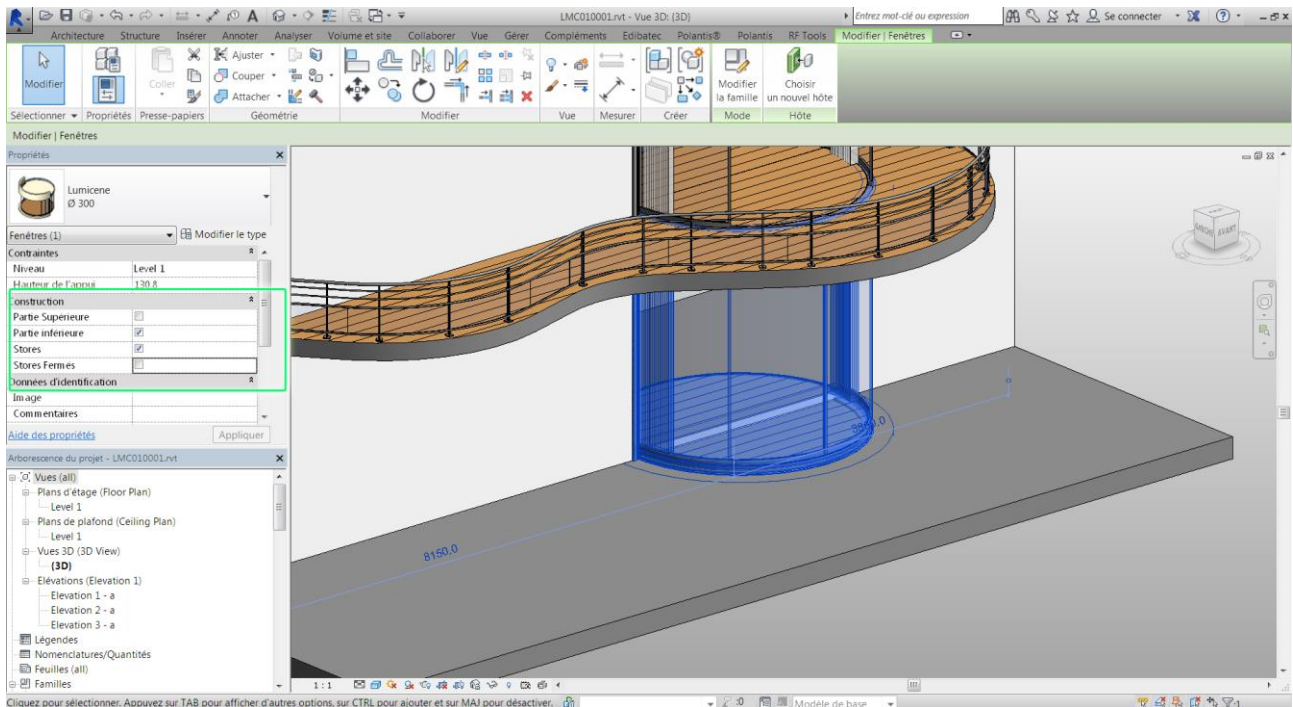 LMC010001.rvt - Vue 3D: {3D}
Entrez mot-clé ou expression
Se connecter
Architecture Structure Insérer Annoter Analyser Volume et site Collaborer Vue Gérer Compléments Edibatec Polantis® Polantis RF Tools Modifier | Fenêtres
Modifier
Coller
Ajuster
Couper
Attacher
Modifier
la famille
Choisir
un nouvel hôte
Sélectionner Propriétés Presse-papiers Géométrie Modifier Vue Mesurer Créer Mode Hôte
Modifier | Fenêtres
Propriétés
Lumicene
Ø 300
Fenêtres (1) Modifier le type
Contraintes
Niveau Level 1
Hauteur de l'appui 130.8
Construction
Partie Supérieure
Partie inférieure
Stores
Stores Fermés
Données d'identification
Image
Commentaires
Aide des propriétés Appliquer
Arborescence du projet - LMC010001.rvt
Vues (all)
Plans d'étage (Floor Plan)
Level 1
Plans de plafond (Ceiling Plan)
Level 1
Vues 3D (3D View)
{3D}
Elévations (Elevation 1)
Elevation 1 - a
Elevation 2 - a
Elevation 3 - a
Légendes
Nomenclatures/Quantités
Feuilles (all)
Familles
GAUCHE AVANT
8150.0
1:1
Cliquez pour sélectionner. Appuyez sur TAB pour afficher d'autres options, sur CTRL pour ajouter et sur MAJ pour désactiver.
:0
Modèle de base
:1